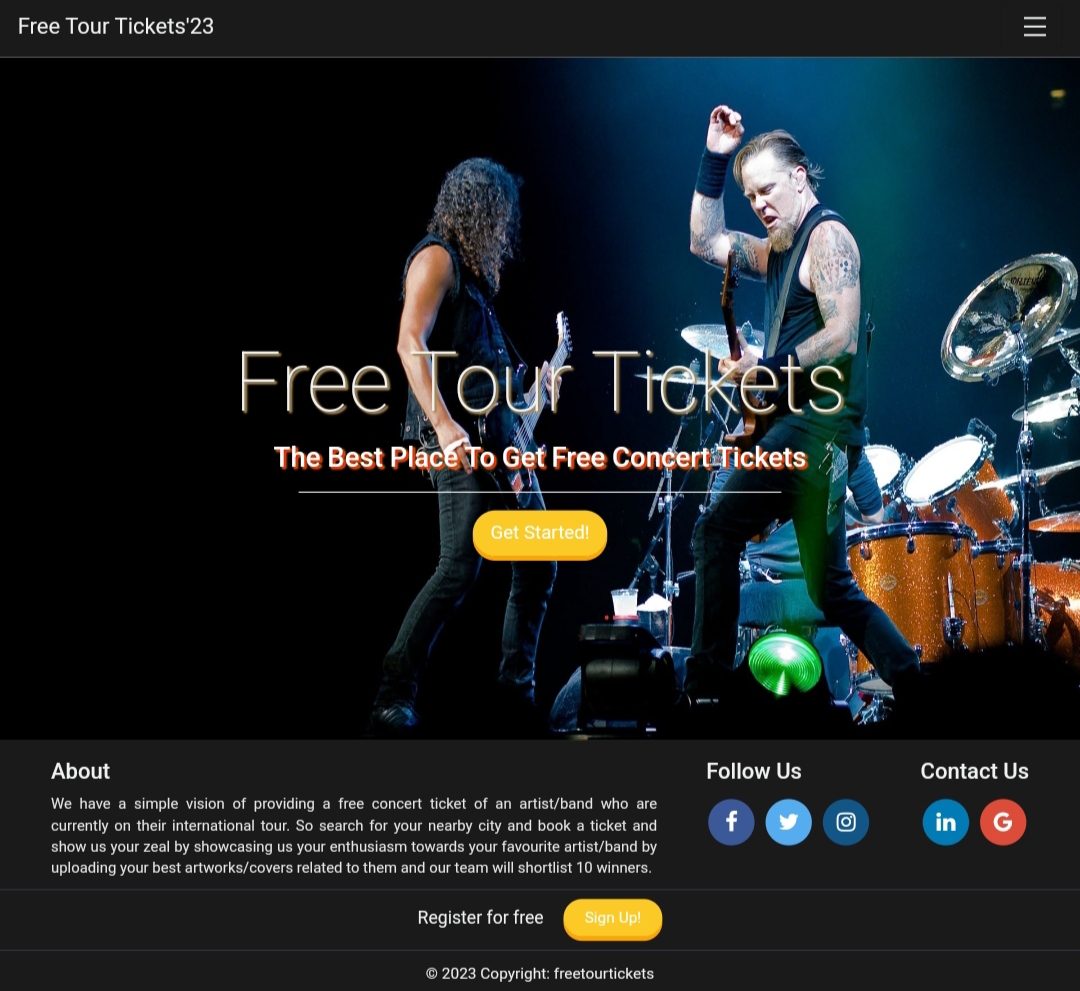 Free Tour Tickets'23
Free Tour Tickets
The Best Place To Get Free Concert Tickets
Get Started!
About
We have a simple vision of providing a free concert ticket of an artist/band who are
currently on their international tour. So search for your nearby city and book a ticket and
show us your zeal by showcasing us your enthusiasm towards your favourite artist/band by
uploading your best artworks/covers related to them and our team will shortlist 10 winners.
Follow Us
f
Contact Us
in
G
Register for free
Sign Up!
© 2023 Copyright: freetourtickets